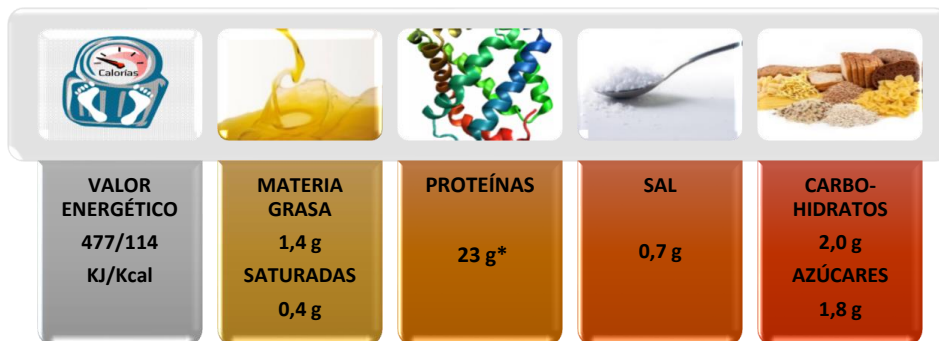 Calorías
VALOR
ENERGÉTICO
477/114
KJ/Kcal
MATERIA
GRASA
1,4 g
SATURADAS
0,4 g
PROTEÍNAS
23 g*
SAL
0,7 g
CARBO-
HIDRATOS
2,0 g
AZÚCARES
1,8 g